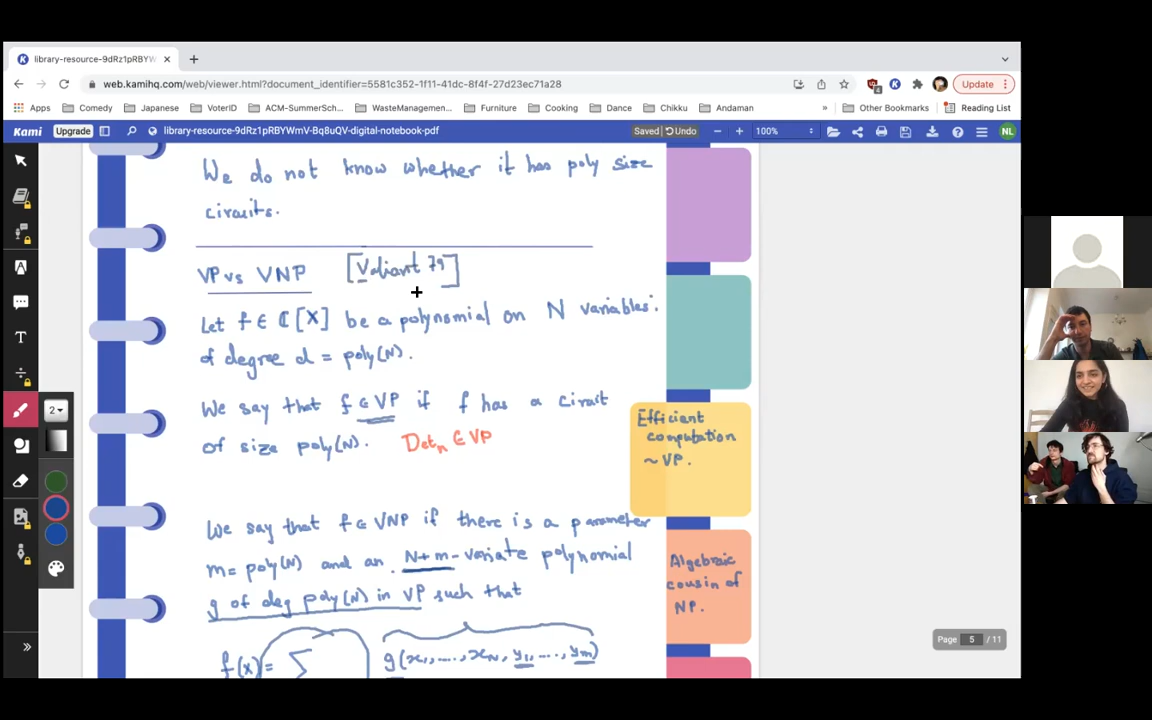 library-resource-9dRz1pRBYW
web.kamihq.com/web/viewer.html?document_identifier=5581c352-1f11-41dc-8f4f-27d23ec71a28
Update
Apps Comedy Japanese VoterID ACM-SummerSch... WasteManagemen... Furniture Cooking Dance Chikku Andaman » Other Bookmarks Reading List
Kami Upgrade library-resource-9dRz1pRBYWmV-Bq8uQV-digital-notebook-pdf Saved Undo 100% NL
We do not know whether it has poly size
circuits.
VP vs VNP [Valiant 79]
Let f ∈ ℂ[X] be a polynomial on N variables.
of degree d = poly(N).
We say that f ∈ VP if f has a circuit
of size poly(N). Detn ∈ VP
Efficient
computation
~ VP.
We say that f ∈ VNP if there is a parameter
m = poly(N) and an N+m-variate polynomial
g of deg poly(N) in VP such that
f(x) = Σ g(x1,...,xN, y1,...,ym)
Algebraic
cousin of
NP.
2
Page 5 / 11